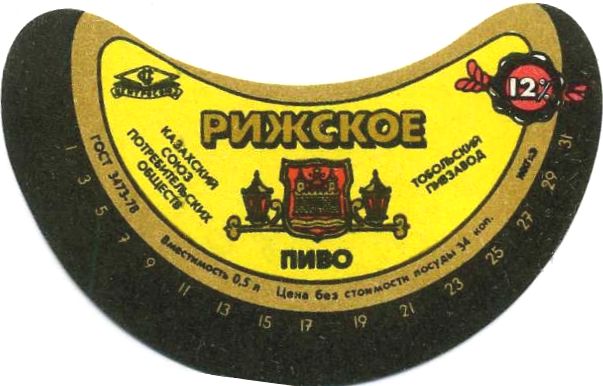 12%
РИЖСКОЕ
КАЗАХСКИЙ
СОЮЗ
ПОТРЕБИТЕЛЬСКИХ
ОБЩЕСТВ
ТОБОЛЬСКИЙ
ПИВЗАВОД
ПИВО
ГОСТ 3473-78
Вместимость 0,5 л Цена без стоимости посуды 34 коп.
1 3 5 7 9 11 13 15 17 19 21 23 25 27 29 31